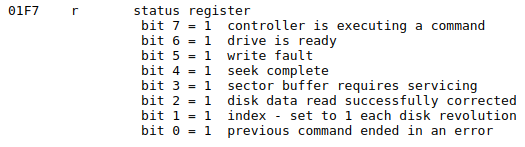 01F7    r       status register
                 bit 7 = 1  controller is executing a command
                 bit 6 = 1  drive is ready
                 bit 5 = 1  write fault
                 bit 4 = 1  seek complete
                 bit 3 = 1  sector buffer requires servicing
                 bit 2 = 1  disk data read successfully corrected
                 bit 1 = 1  index - set to 1 each disk revolution
                 bit 0 = 1  previous command ended in an error